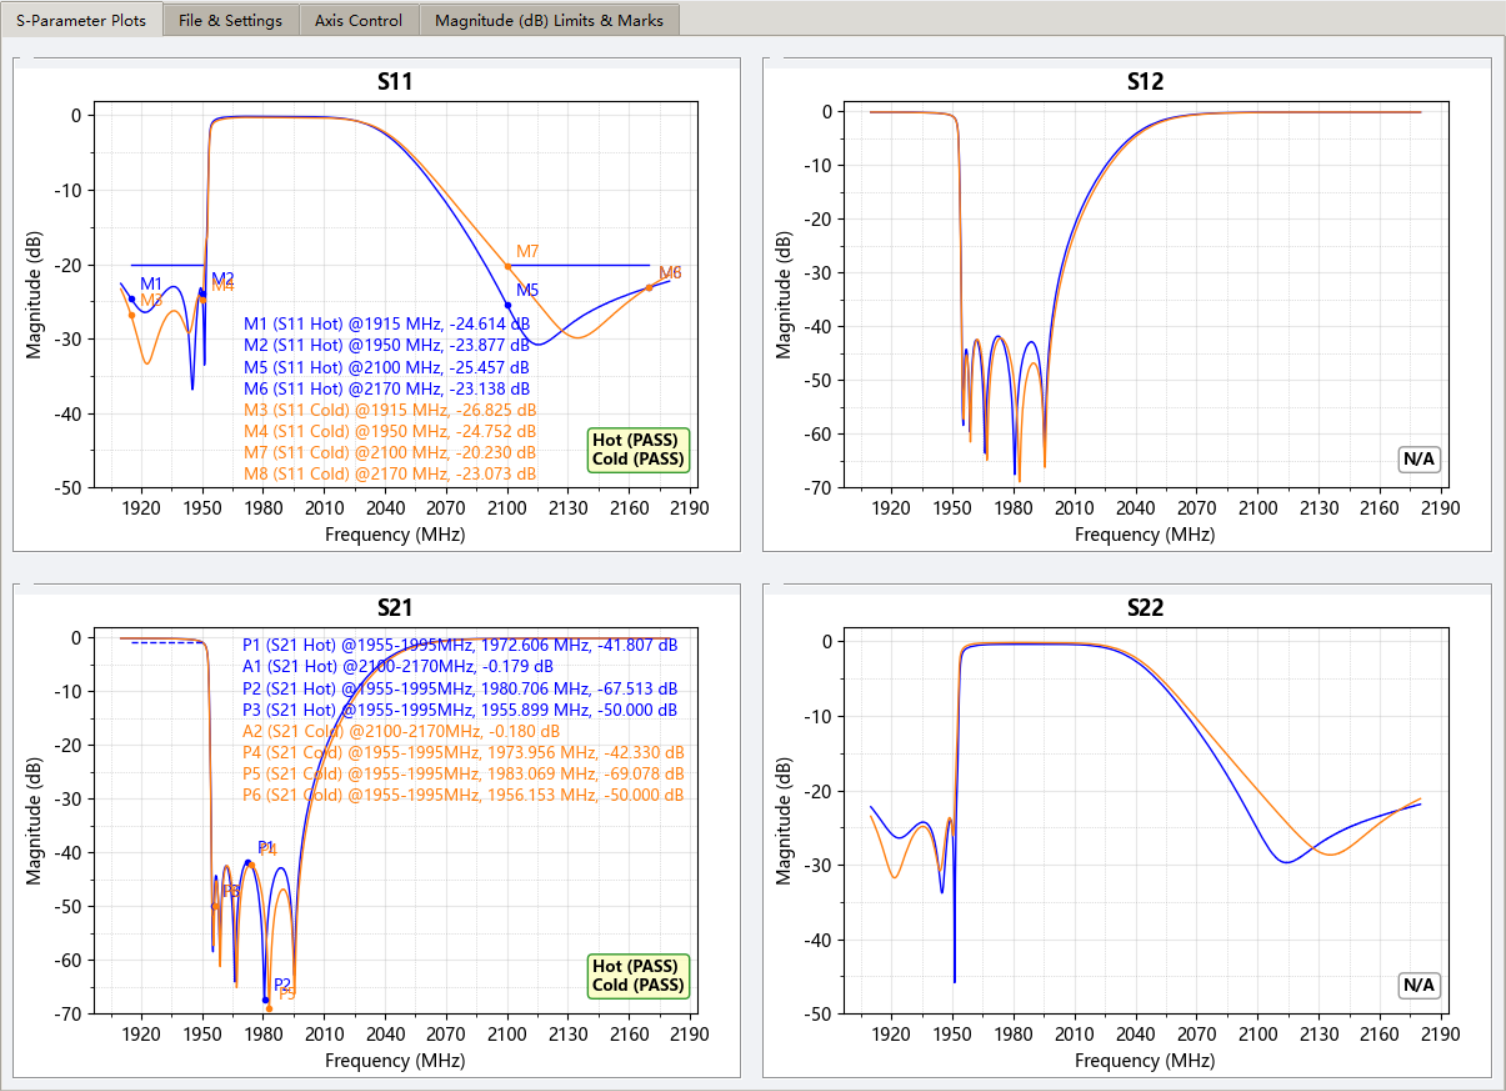 S-Parameter Plots File & Settings Axis Control Magnitude (dB) Limits & Marks
S11
Magnitude (dB)
0
-10
-20
-30
-40
-50
M1
M3
M2
M4
M7
M5
M6
M1 (S11 Hot) @1915 MHz, -24.614 dB
M2 (S11 Hot) @1950 MHz, -23.877 dB
M5 (S11 Hot) @2100 MHz, -25.457 dB
M6 (S11 Hot) @2170 MHz, -23.138 dB
M3 (S11 Cold) @1915 MHz, -26.825 dB
M4 (S11 Cold) @1950 MHz, -24.752 dB
M7 (S11 Cold) @2100 MHz, -20.230 dB
M8 (S11 Cold) @2170 MHz, -23.073 dB
Hot (PASS)
Cold (PASS)
1920 1950 1980 2010 2040 2070 2100 2130 2160 2190
Frequency (MHz)
S12
Magnitude (dB)
0
-10
-20
-30
-40
-50
-60
-70
N/A
1920 1950 1980 2010 2040 2070 2100 2130 2160 2190
Frequency (MHz)
S21
Magnitude (dB)
0
-10
-20
-30
-40
-50
-60
-70
P1 (S21 Hot) @1955-1995MHz, 1972.606 MHz, -41.807 dB
A1 (S21 Hot) @2100-2170MHz, -0.179 dB
P2 (S21 Hot) @1955-1995MHz, 1980.706 MHz, -67.513 dB
P3 (S21 Hot) @1955-1995MHz, 1955.899 MHz, -50.000 dB
A2 (S21 Cold) @2100-2170MHz, -0.180 dB
P4 (S21 Cold) @1955-1995MHz, 1973.956 MHz, -42.330 dB
P5 (S21 Cold) @1955-1995MHz, 1983.069 MHz, -69.078 dB
P6 (S21 Cold) @1955-1995MHz, 1956.153 MHz, -50.000 dB
P1
P4
P3
P2
P5
Hot (PASS)
Cold (PASS)
1920 1950 1980 2010 2040 2070 2100 2130 2160 2190
Frequency (MHz)
S22
Magnitude (dB)
0
-10
-20
-30
-40
-50
N/A
1920 1950 1980 2010 2040 2070 2100 2130 2160 2190
Frequency (MHz)